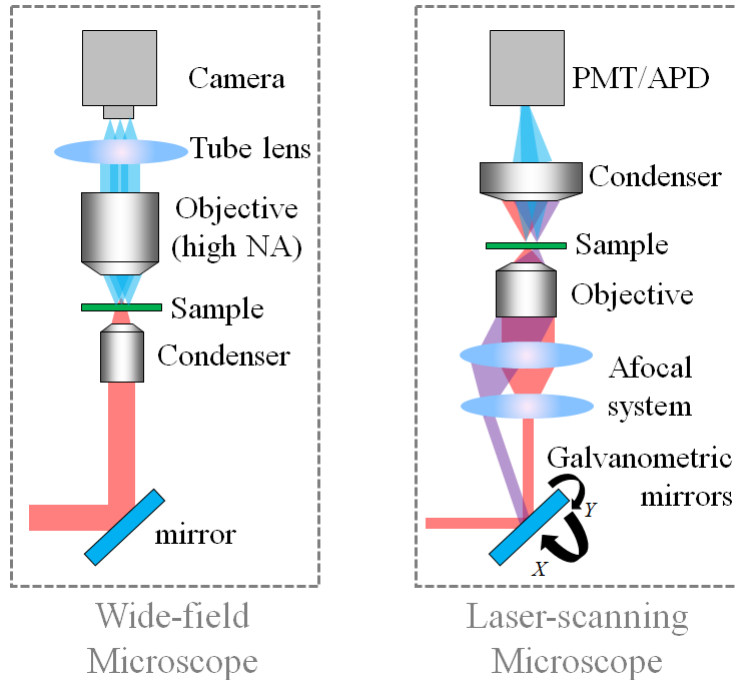 Camera
Tube lens
Objective
(high NA)
Sample
Condenser
mirror
Wide-field
Microscope
PMT/APD
Condenser
Sample
Objective
Afocal
system
Galvanometric
mirrors
Y
X
Laser-scanning
Microscope